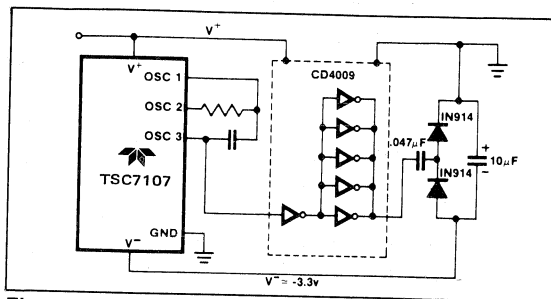 V+
V+
OSC 1
OSC 2
OSC 3
TSC7107
GND
V−
CD4009
IN914
.047µF
IN914
+
10µF
−
V− = -3.3v